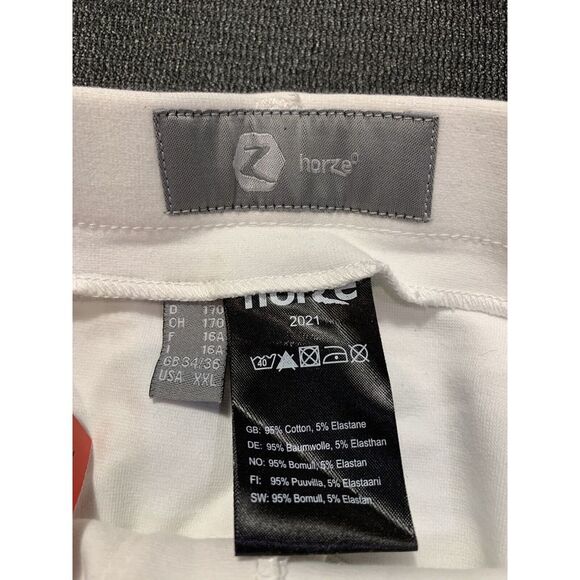 horze
D 170
CH 170
F 16A
I 16A
GB 34/36
USA XXL
horze
2021
40
GB: 95% Cotton, 5% Elastane
DE: 95% Baumwolle, 5% Elasthan
NO: 95% Bomull, 5% Elastan
FI: 95% Puuvilla, 5% Elastaani
SW: 95% Bomull, 5% Elastan